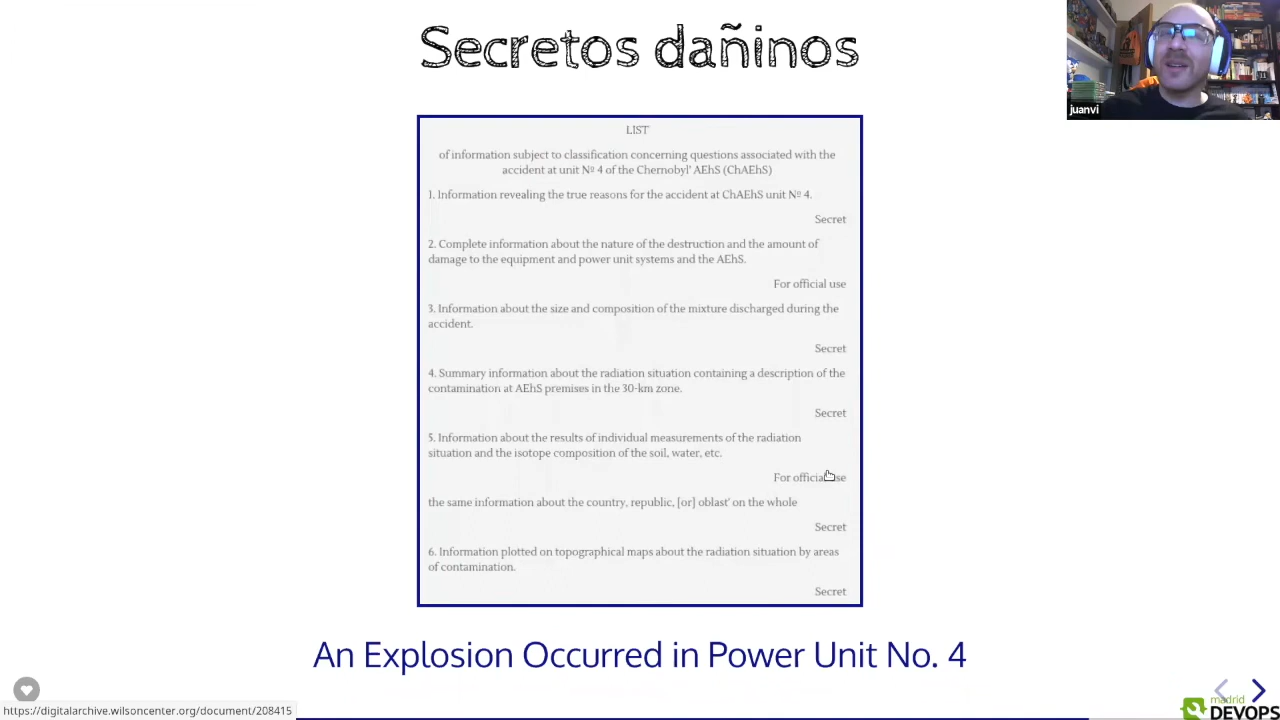 Secretos dañinos
juanvi
LIST
of information subject to classification concerning questions associated with the
accident at unit № 4 of the Chernobyl' AEhS (ChAEhS)
1. Information revealing the true reasons for the accident at ChAEhS unit № 4.
Secret
2. Complete information about the nature of the destruction and the amount of
damage to the equipment and power unit systems and the AEhS.
For official use
3. Information about the size and composition of the mixture discharged during the
accident.
Secret
4. Summary information about the radiation situation containing a description of the
contamination at AEhS premises in the 30-km zone.
Secret
5. Information about the results of individual measurements of the radiation
situation and the isotope composition of the soil, water, etc.
For official use
the same information about the country, republic, [or] oblast' on the whole
Secret
6. Information plotted on topographical maps about the radiation situation by areas
of contamination.
Secret
An Explosion Occurred in Power Unit No. 4
https://digitalarchive.wilsoncenter.org/document/208415
madrid
DEVOPS